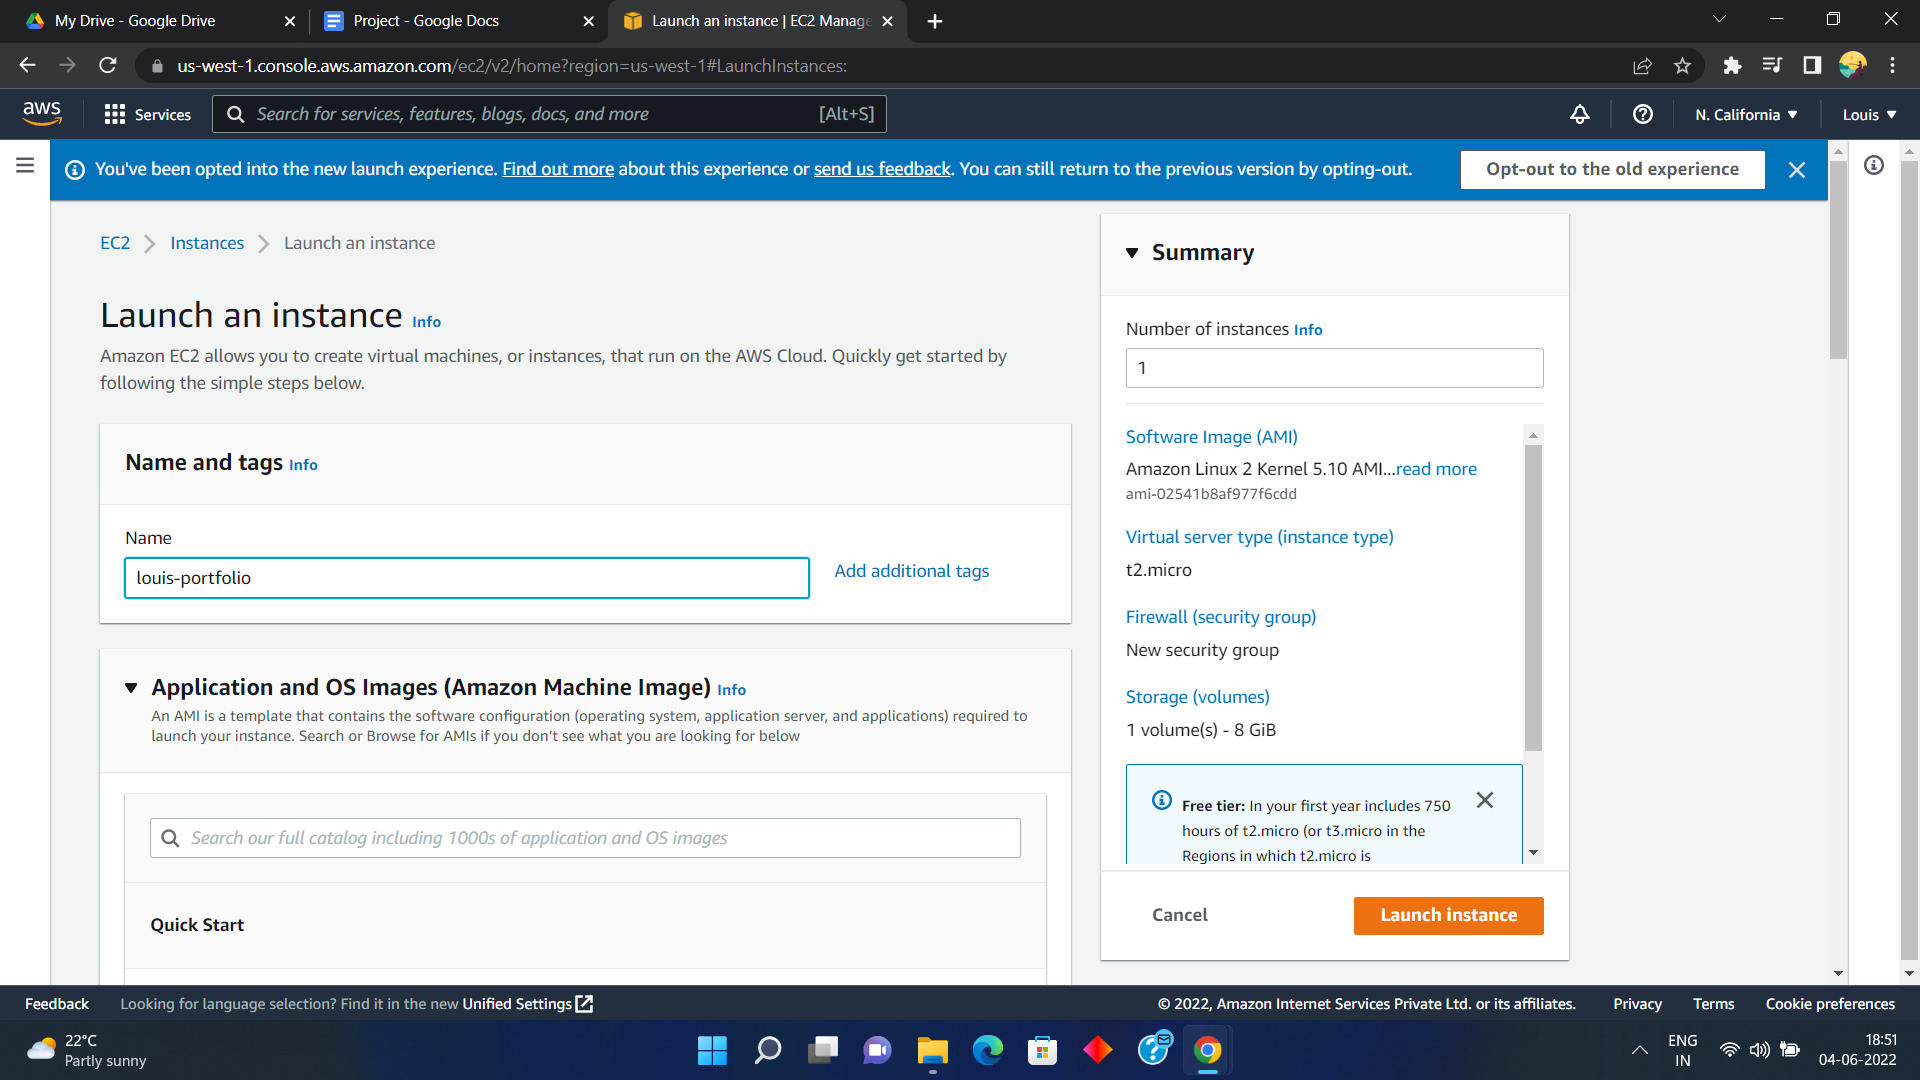 My Drive - Google Drive
Project - Google Docs
Launch an instance | EC2 Manage
us-west-1.console.aws.amazon.com/ec2/v2/home?region=us-west-1#LaunchInstances:
aws
Services
Search for services, features, blogs, docs, and more
[Alt+S]
N. California
Louis
You've been opted into the new launch experience. Find out more about this experience or send us feedback. You can still return to the previous version by opting-out.
Opt-out to the old experience
EC2
Instances
Launch an instance
Launch an instance Info
Amazon EC2 allows you to create virtual machines, or instances, that run on the AWS Cloud. Quickly get started by
following the simple steps below.
Name and tags Info
Name
louis-portfolio
Add additional tags
Application and OS Images (Amazon Machine Image) Info
An AMI is a template that contains the software configuration (operating system, application server, and applications) required to
launch your instance. Search or Browse for AMIs if you don't see what you are looking for below
Search our full catalog including 1000s of application and OS images
Quick Start
Summary
Number of instances Info
1
Software Image (AMI)
Amazon Linux 2 Kernel 5.10 AMI...read more
ami-02541b8af977f6cdd
Virtual server type (instance type)
t2.micro
Firewall (security group)
New security group
Storage (volumes)
1 volume(s) - 8 GiB
Free tier: In your first year includes 750
hours of t2.micro (or t3.micro in the
Regions in which t2.micro is
Cancel
Launch instance
Feedback
Looking for language selection? Find it in the new Unified Settings
© 2022, Amazon Internet Services Private Ltd. or its affiliates.
Privacy
Terms
Cookie preferences
22°C
Partly sunny
ENG
IN
18:51
04-06-2022